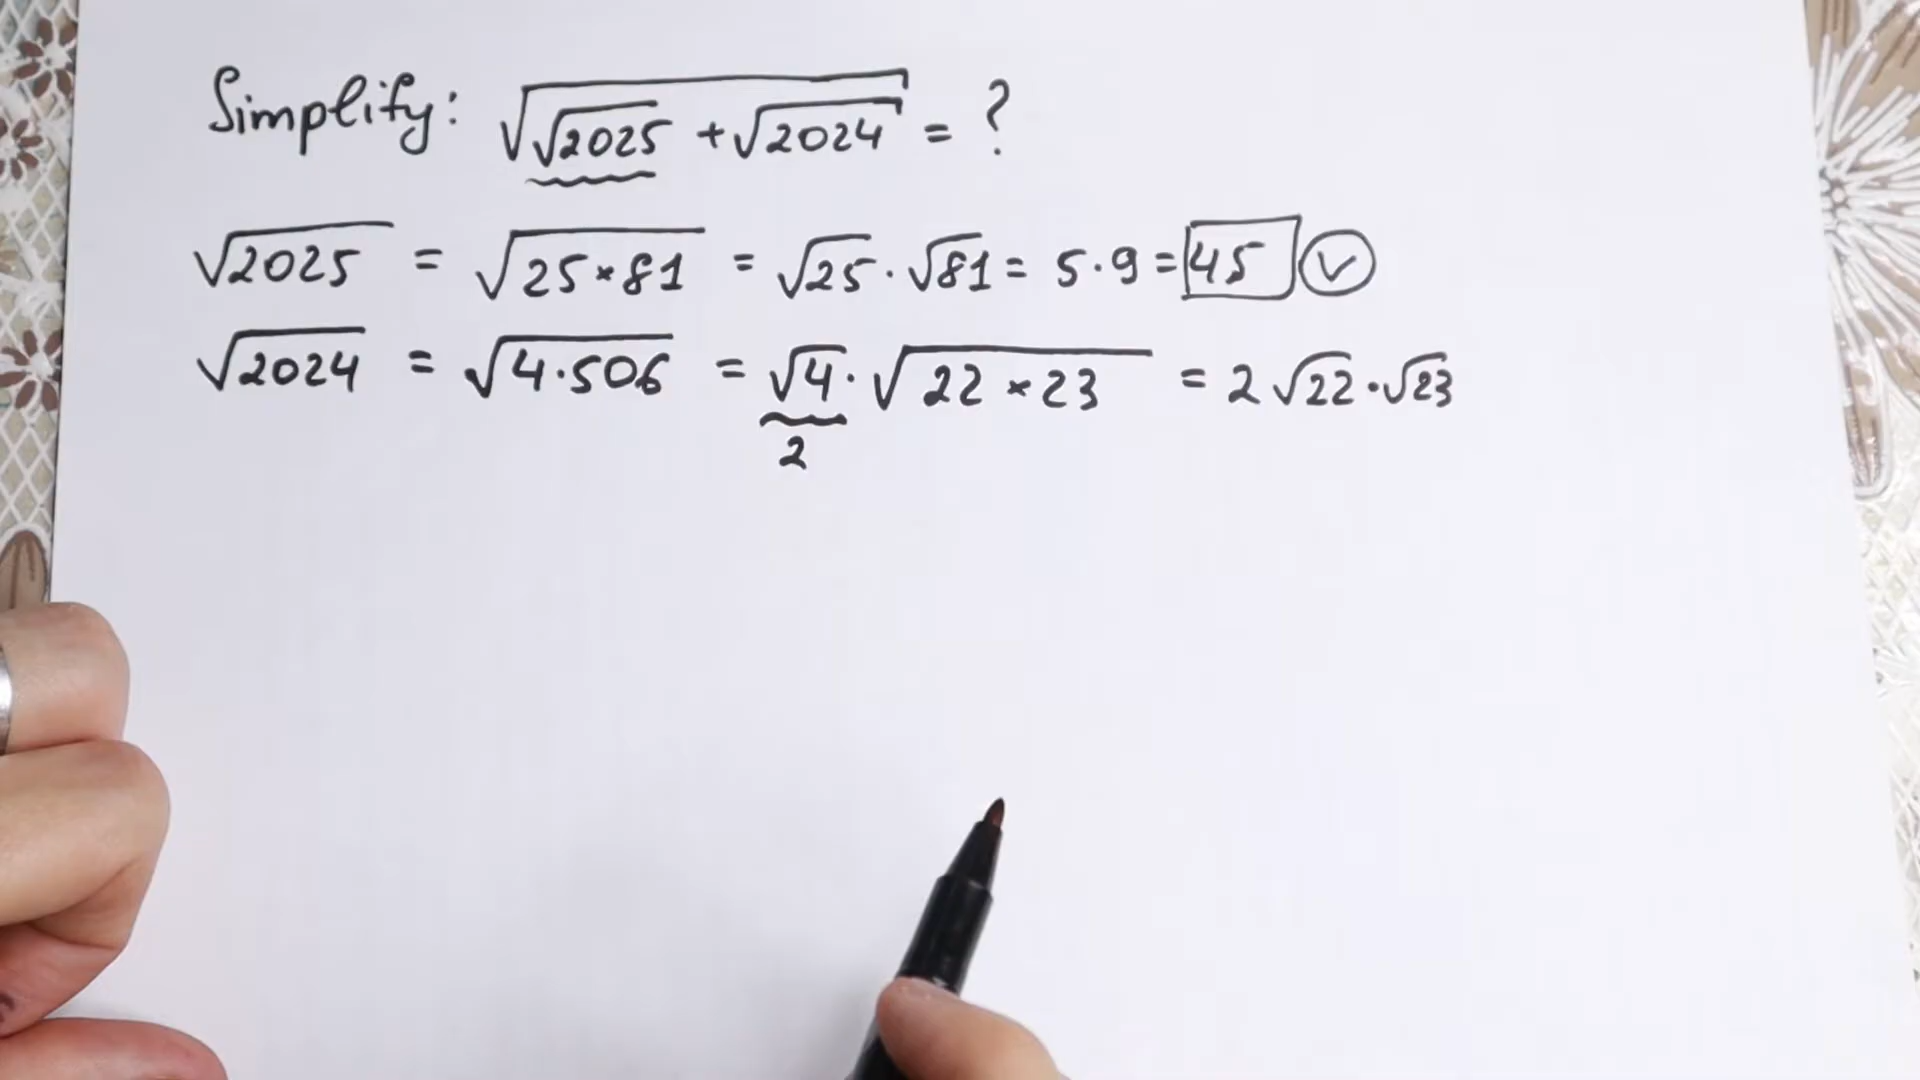 Simplify: √(√2025 + √2024) = ?
√2025 = √25*81 = √25 · √81 = 5 · 9 = 45 ✓
√2024 = √4·506 = √4 · √22*23 = 2√22 · √23
2